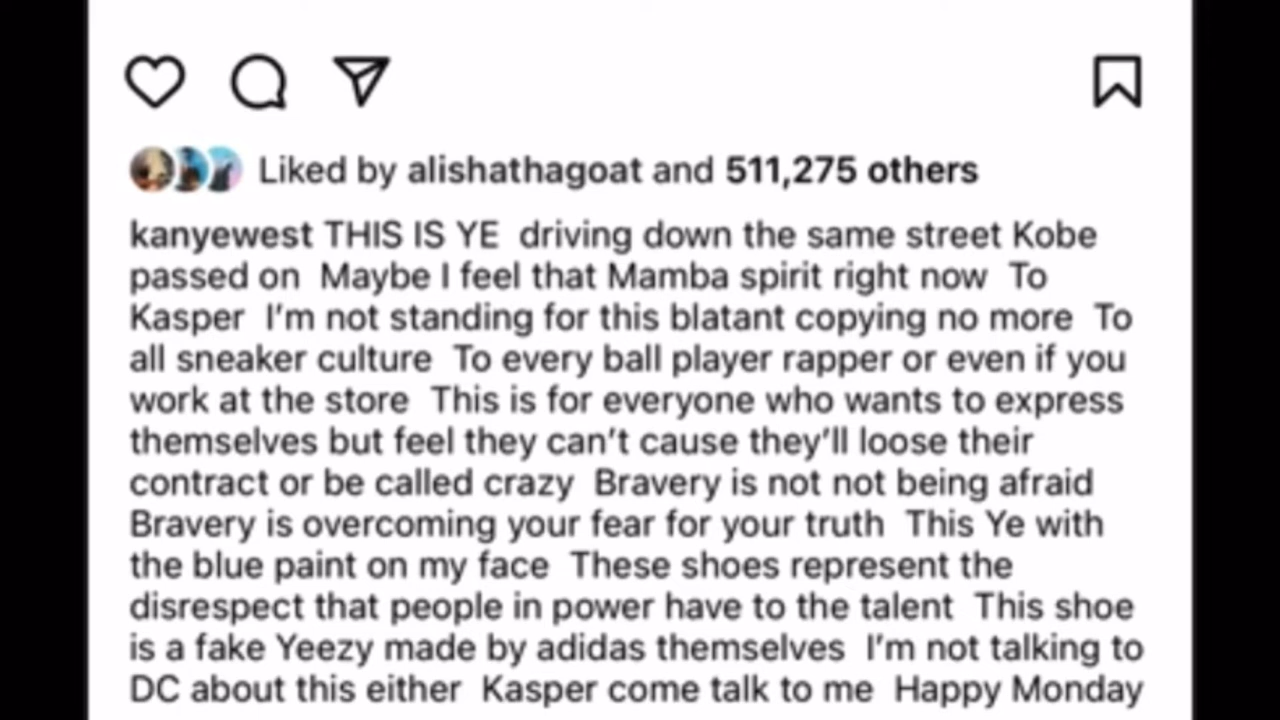 Liked by alishathagoat and 511,275 others
kanyewest THIS IS YE  driving down the same street Kobe
passed on  Maybe I feel that Mamba spirit right now  To
Kasper  I'm not standing for this blatant copying no more  To
all sneaker culture  To every ball player rapper or even if you
work at the store  This is for everyone who wants to express
themselves but feel they can't cause they'll loose their
contract or be called crazy  Bravery is not not being afraid
Bravery is overcoming your fear for your truth  This Ye with
the blue paint on my face  These shoes represent the
disrespect that people in power have to the talent  This shoe
is a fake Yeezy made by adidas themselves  I'm not talking to
DC about this either  Kasper come talk to me  Happy Monday